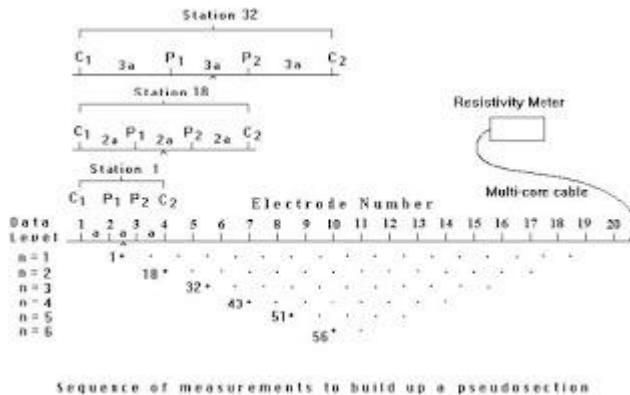 Station 32
C1 3a P1 3a P2 3a C2
Station 18
C1 2a P1 2a P2 2a C2
Resistivity Meter
Station 1
C1 P1 P2 C2
Electrode Number
Multi-core cable
Data Level
1 2 3 4 5 6 7 8 9 10 11 12 13 14 15 16 17 18 19 20
a a a
n = 1 1
n = 2 18
n = 3 32
n - 4 43
n = 5 51
n = 6 56
Sequence of measurements to build up a pseudosection